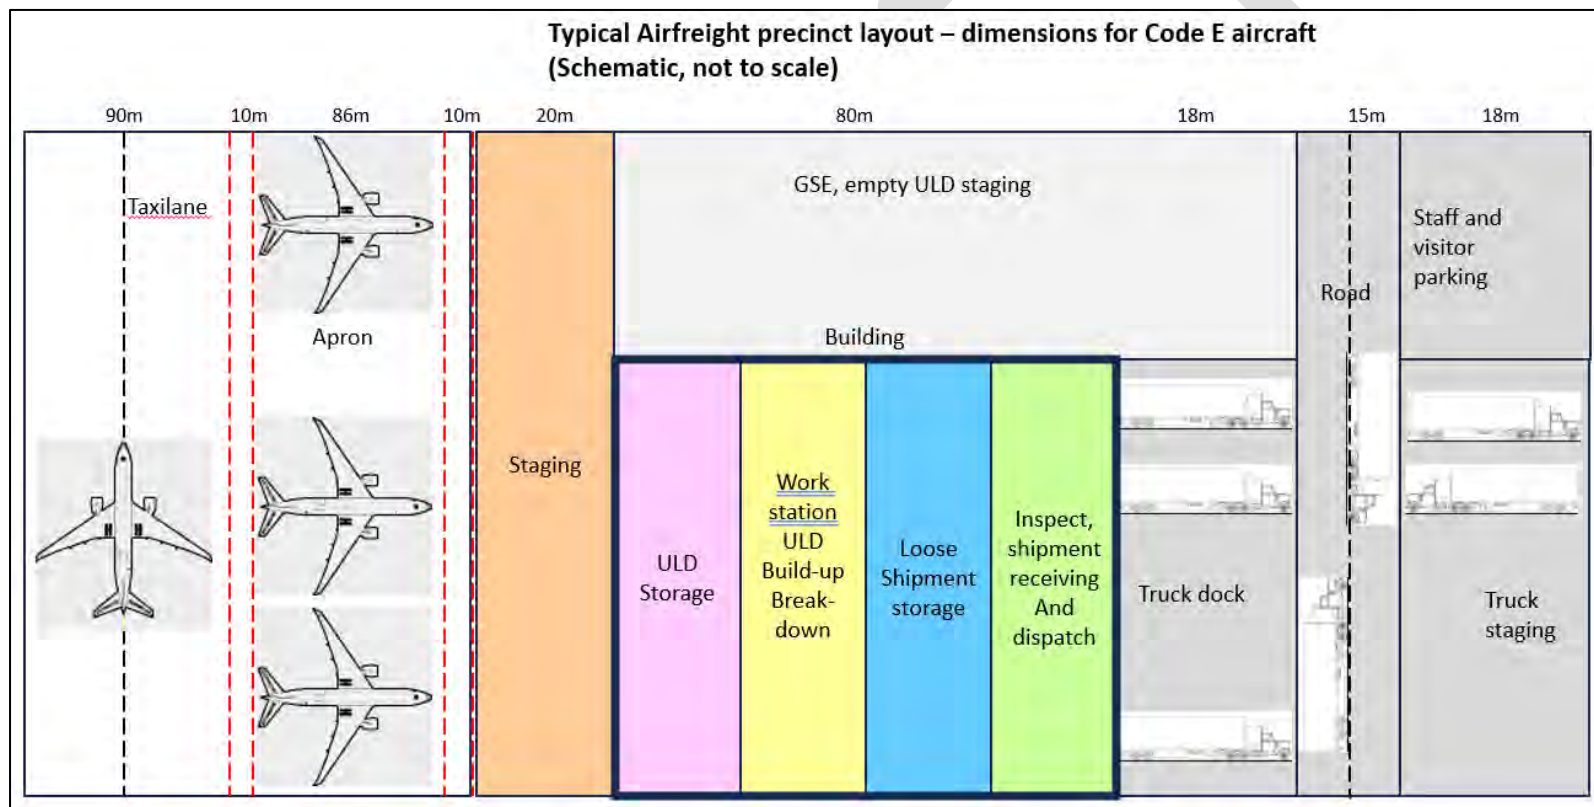 Typical Airfreight precinct layout – dimensions for Code E aircraft
(Schematic, not to scale)
90m
10m
86m
10m
20m
80m
18m
15m
18m
Taxilane
GSE, empty ULD staging
Staff and
visitor
parking
Road
Apron
Building
Staging
Work
station
ULD
Build-up
Break-
down
Inspect,
shipment
receiving
And
dispatch
Loose
Shipment
storage
ULD
Storage
Truck dock
Truck
staging